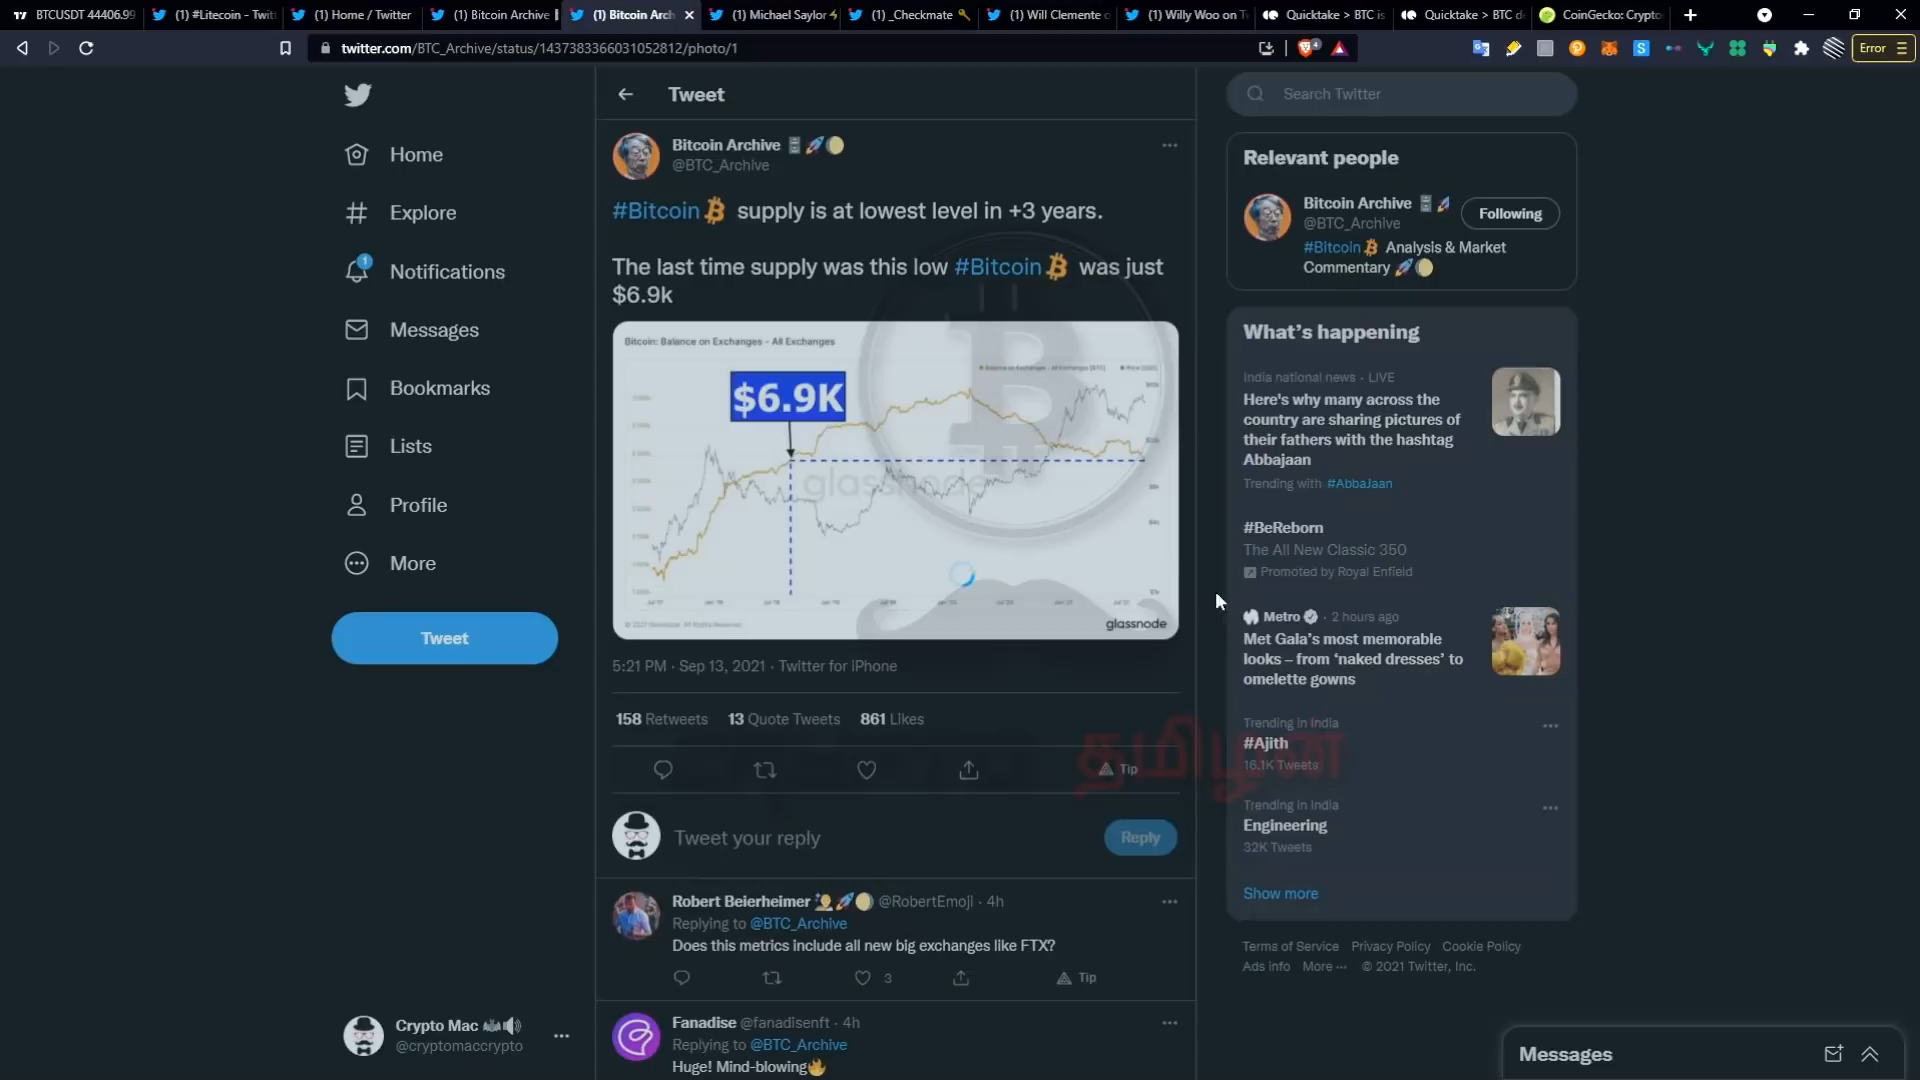 BTCUSDT 44406.99
(1) #Litecoin - Twit
(1) Home / Twitter
(1) Bitcoin Archive
(1) Bitcoin Arch
(1) Michael Saylor⚡
(1) _Checkmate 🔑
(1) Will Clemente
(1) Willy Woo on T
Quicktake > BTC is
Quicktake > BTC d
CoinGecko: Crypto
twitter.com/BTC_Archive/status/1437383366031052812/photo/1
Error
Home
Explore
1
Notifications
Messages
Bookmarks
Lists
Profile
More
Tweet
Crypto Mac
@cryptomaccrypto
Tweet
Bitcoin Archive 🗄🚀🌔
@BTC_Archive
#Bitcoin supply is at lowest level in +3 years.
The last time supply was this low #Bitcoin was just
$6.9k
Bitcoin: Balance on Exchanges - All Exchanges
$6.9K
glassnode
glassnode
5:21 PM · Sep 13, 2021 · Twitter for iPhone
158 Retweets 13 Quote Tweets 861 Likes
Tip
தமிழன்
Tweet your reply
Reply
Robert Beierheimer @RobertEmoji · 4h
Replying to @BTC_Archive
Does this metrics include all new big exchanges like FTX?
3
Tip
Fanadise @fanadisenft · 4h
Replying to @BTC_Archive
Huge! Mind-blowing🔥
Search Twitter
Relevant people
Bitcoin Archive 🗄🚀
@BTC_Archive
Following
#Bitcoin Analysis & Market
Commentary 🚀🌔
What's happening
India national news · LIVE
Here's why many across the
country are sharing pictures of
their fathers with the hashtag
Abbajaan
Trending with #AbbaJaan
#BeReborn
The All New Classic 350
Promoted by Royal Enfield
Metro · 2 hours ago
Met Gala's most memorable
looks – from 'naked dresses' to
omelette gowns
Trending in India
#Ajith
16.1K Tweets
Trending in India
Engineering
32K Tweets
Show more
Terms of Service Privacy Policy Cookie Policy
Ads info More ··· © 2021 Twitter, Inc.
Messages